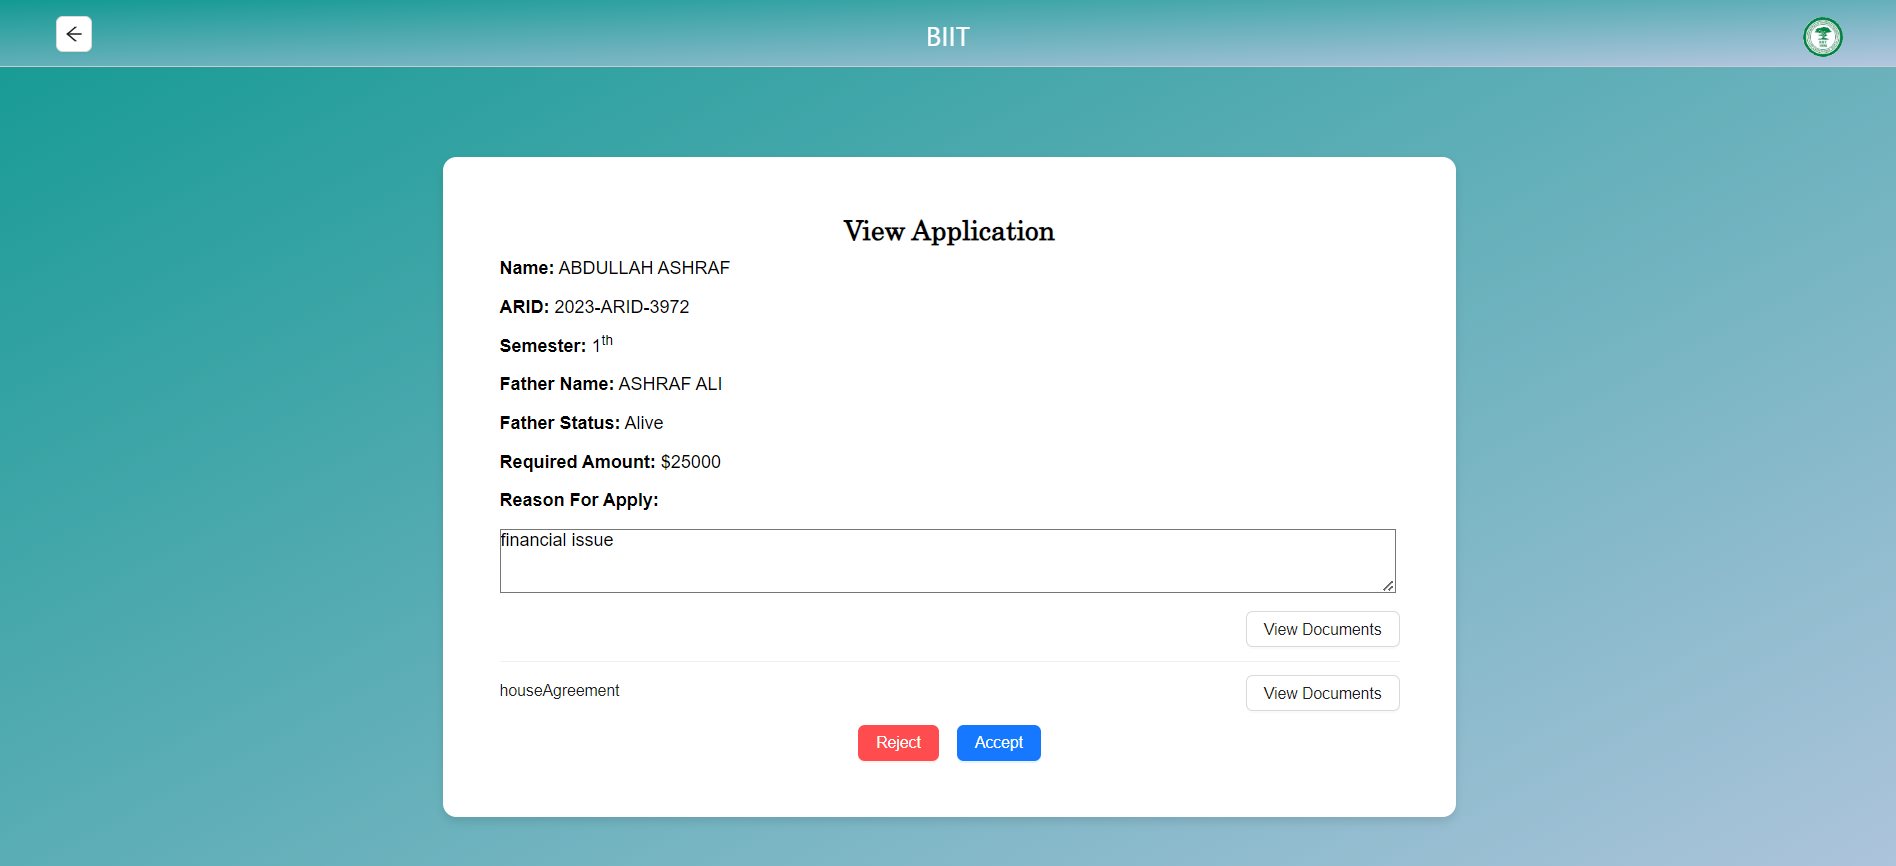 BIIT
View Application
Name: ABDULLAH ASHRAF
ARID: 2023-ARID-3972
Semester: 1th
Father Name: ASHRAF ALI
Father Status: Alive
Required Amount: $25000
Reason For Apply:
financial issue
View Documents
houseAgreement
View Documents
Reject
Accept